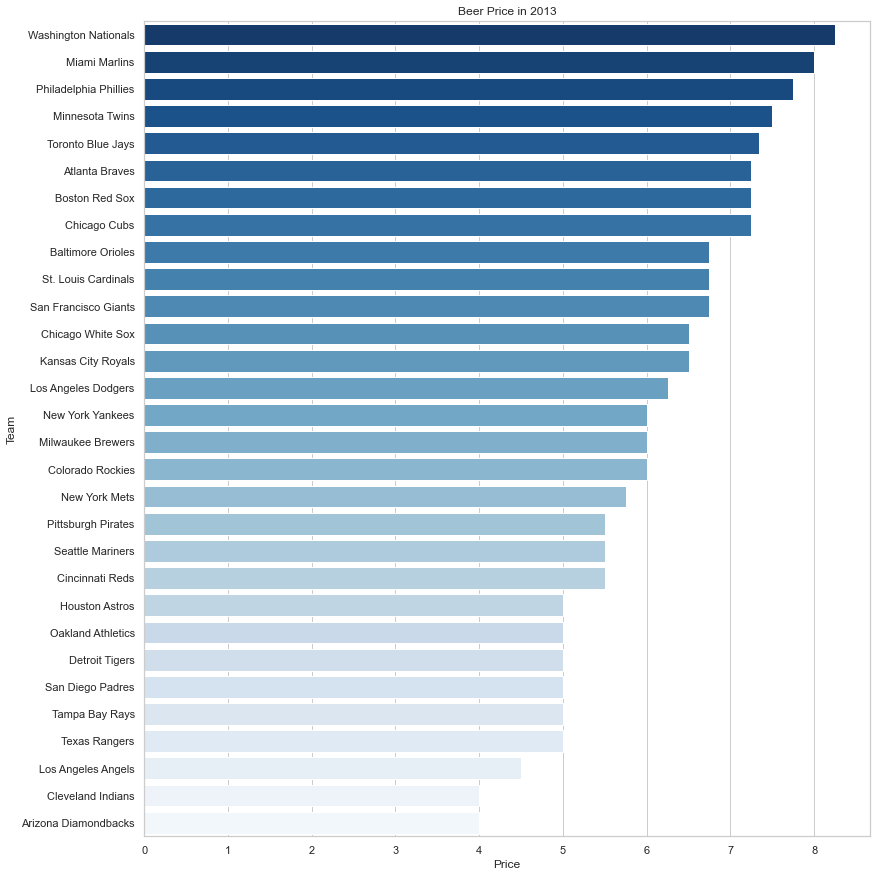 Beer Price in 2013
Washington Nationals
Miami Marlins
Philadelphia Phillies
Minnesota Twins
Toronto Blue Jays
Atlanta Braves
Boston Red Sox
Chicago Cubs
Baltimore Orioles
St. Louis Cardinals
San Francisco Giants
Chicago White Sox
Kansas City Royals
Los Angeles Dodgers
New York Yankees
Milwaukee Brewers
Colorado Rockies
New York Mets
Pittsburgh Pirates
Seattle Mariners
Cincinnati Reds
Houston Astros
Oakland Athletics
Detroit Tigers
San Diego Padres
Tampa Bay Rays
Texas Rangers
Los Angeles Angels
Cleveland Indians
Arizona Diamondbacks
Team
0 1 2 3 4 5 6 7 8
Price